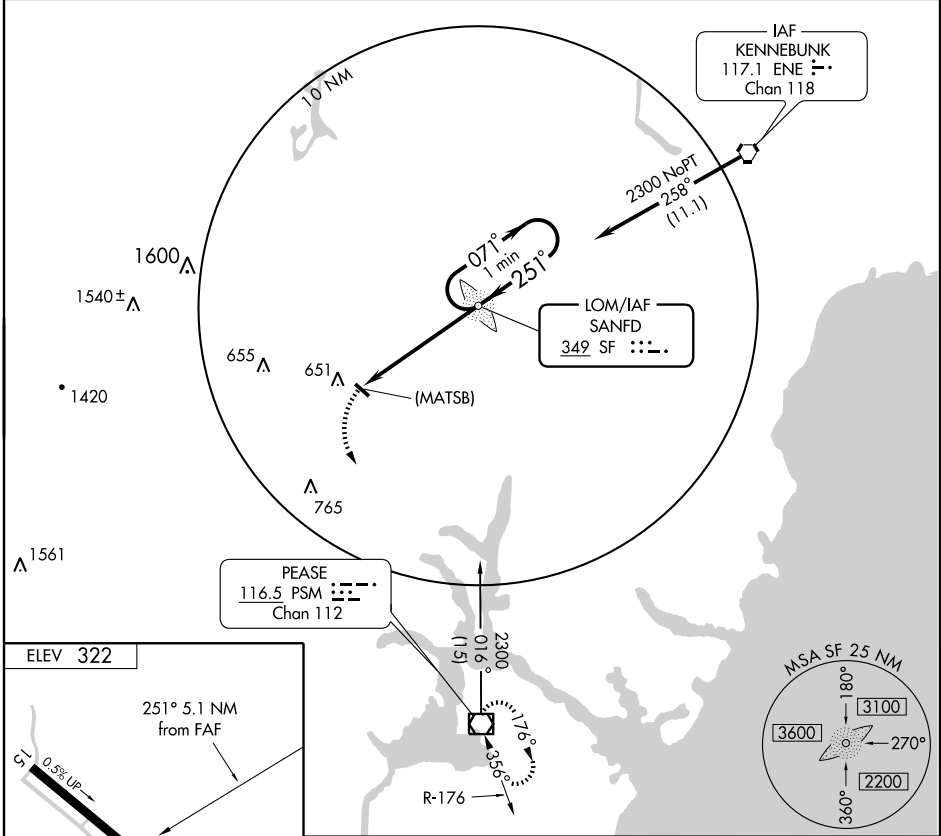 10 NM
IAF
KENNEBUNK
117.1 ENE
Chan 118
2300 NoPT
258°
(11.1)
071°
1 min
251°
LOM/IAF
SANFD
349 SF
1600
1540±
655
651
1420
(MATSB)
765
1561
PEASE
116.5 PSM
Chan 112
2300
016°
(15)
176°
356°
R-176
ELEV 322
251° 5.1 NM
from FAF
15
0.5% UP
MSA SF 25 NM
180°
3100
3600
270°
2200
360°